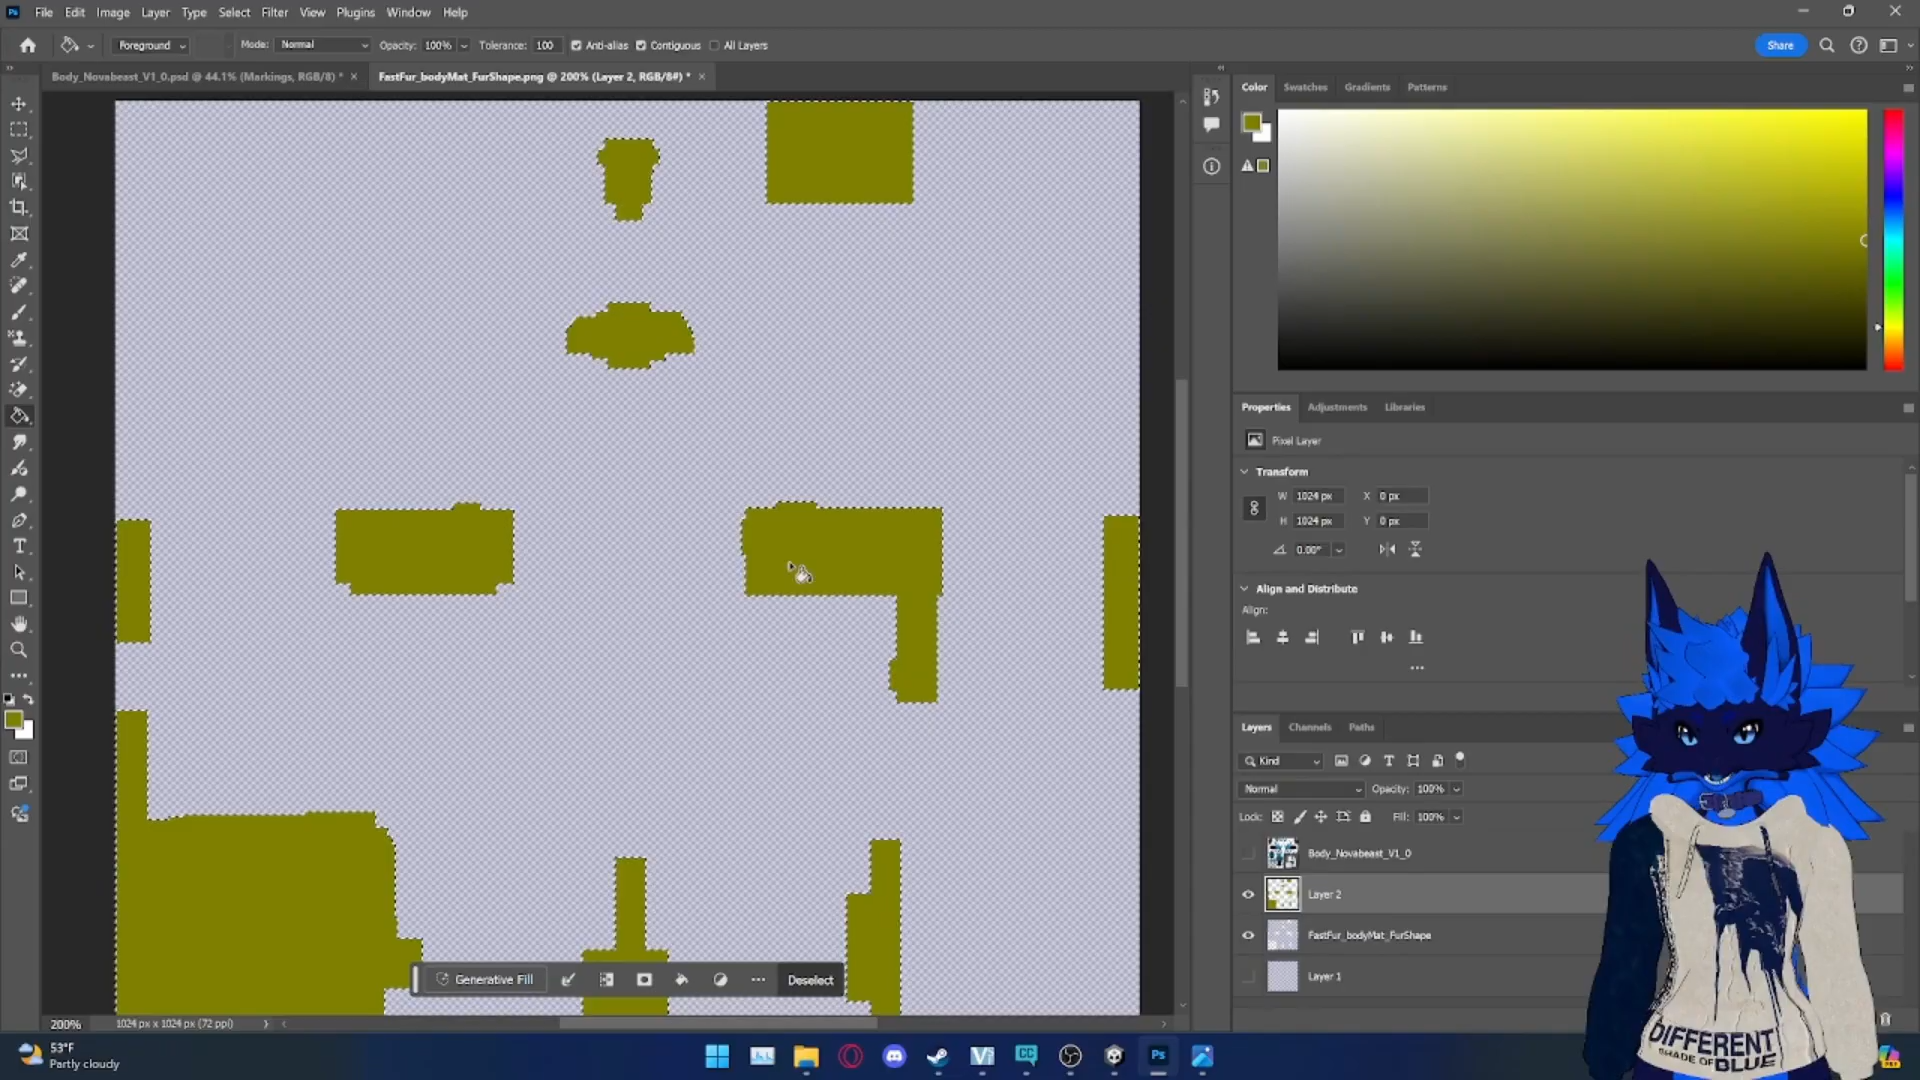 Ps File Edit Image Layer Type Select Filter View Plugins Window Help
Foreground Mode: Normal Opacity: 100% Tolerance: 100 Anti-alias Contiguous All Layers Share
Body_Novabeast_V1_0.psd @ 44.1% (Markings, RGB/8) * × FastFur_bodyMat_FurShape.png @ 200% (Layer 2, RGB/8#) * ×
Color Swatches Gradients Patterns
Properties Adjustments Libraries
Pixel Layer
Transform
W 1024 px X 0 px
H 1024 px Y 0 px
0.00°
Align and Distribute
Align:
Layers Channels Paths
Kind
Normal Opacity: 100%
Lock: Fill: 100%
Body_Novabeast_V1_0
Layer 2
FastFur_bodyMat_FurShape
Layer 1
Generative Fill Deselect
200% 1024 px x 1024 px (72 ppi)
53°F
Partly cloudy
CC
Ps
DIFFERENT
SHADE OF BLUE